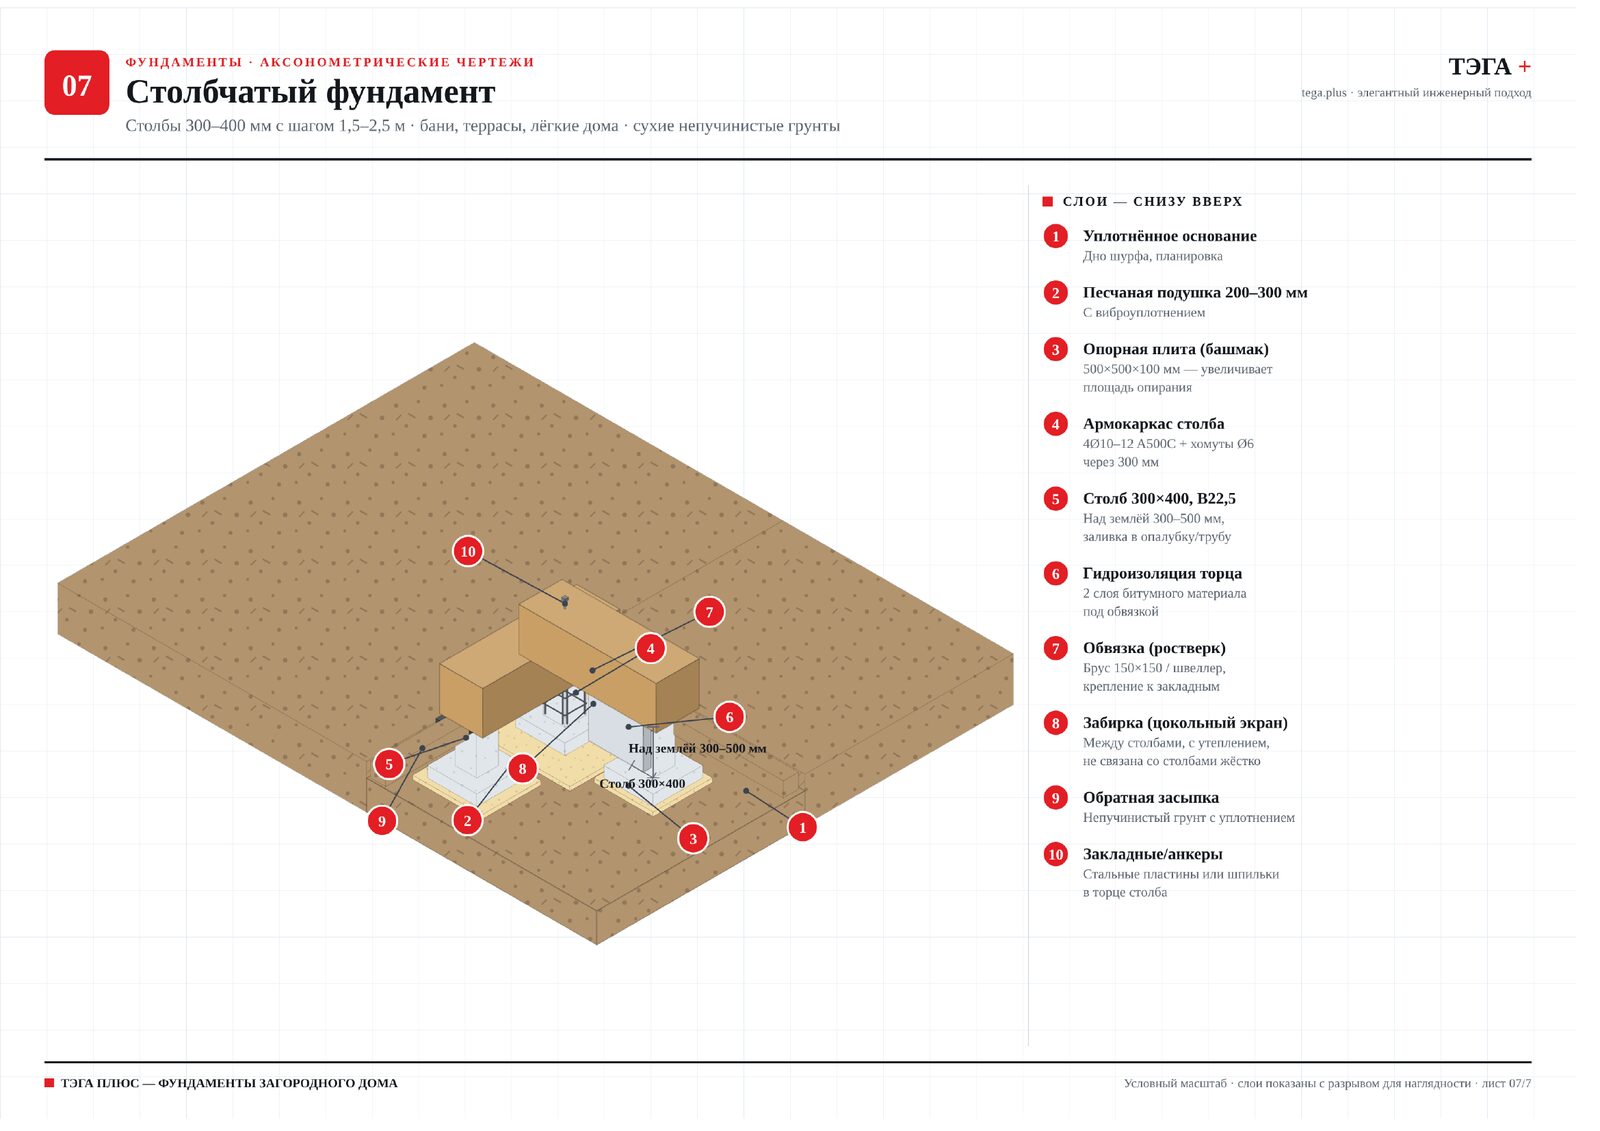 07
ФУНДАМЕНТЫ · АКСОНОМЕТРИЧЕСКИЕ ЧЕРТЕЖИ
Столбчатый фундамент
Столбы 300–400 мм с шагом 1,5–2,5 м · бани, террасы, лёгкие дома · сухие непучинистые грунты
ТЭГА +
tega.plus · элегантный инженерный подход
10
7
4
6
Над землёй 300–500 мм
5
8
Столб 300×400
9
2
3
1
СЛОИ — СНИЗУ ВВЕРХ
1 Уплотнённое основание
Дно шурфа, планировка
2 Песчаная подушка 200–300 мм
С виброуплотнением
3 Опорная плита (башмак)
500×500×100 мм — увеличивает
площадь опирания
4 Армокаркас столба
4Ø10–12 А500С + хомуты Ø6
через 300 мм
5 Столб 300×400, В22,5
Над землёй 300–500 мм,
заливка в опалубку/трубу
6 Гидроизоляция торца
2 слоя битумного материала
под обвязкой
7 Обвязка (ростверк)
Брус 150×150 / швеллер,
крепление к закладным
8 Забирка (цокольный экран)
Между столбами, с утеплением,
не связана со столбами жёстко
9 Обратная засыпка
Непучинистый грунт с уплотнением
10 Закладные/анкеры
Стальные пластины или шпильки
в торце столба
ТЭГА ПЛЮС — ФУНДАМЕНТЫ ЗАГОРОДНОГО ДОМА
Условный масштаб · слои показаны с разрывом для наглядности · лист 07/7